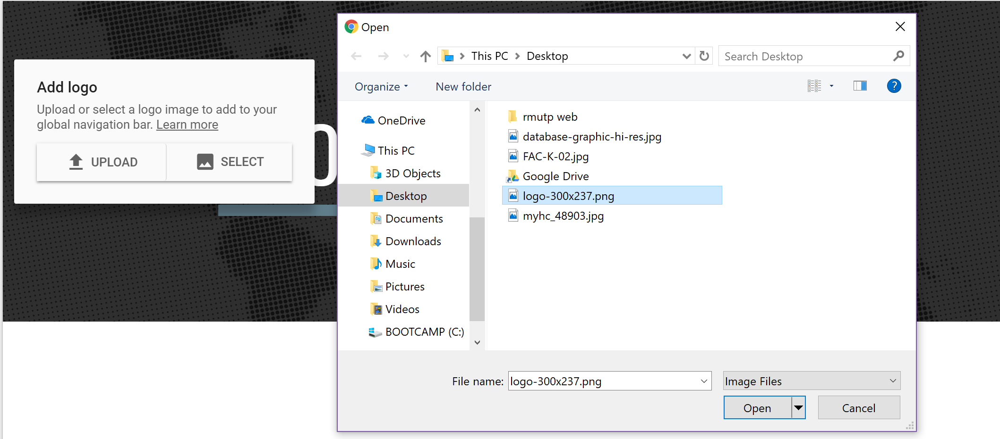 Add logo
Upload or select a logo image to add to your
global navigation bar. Learn more
UPLOAD
SELECT
Open
This PC
Desktop
Search Desktop
Organize
New folder
?
OneDrive
This PC
3D Objects
Desktop
Documents
Downloads
Music
Pictures
Videos
BOOTCAMP (C:)
rmutp web
database-graphic-hi-res.jpg
FAC-K-02.jpg
Google Drive
logo-300x237.png
myhc_48903.jpg
File name: logo-300x237.png
Image Files
Open
Cancel